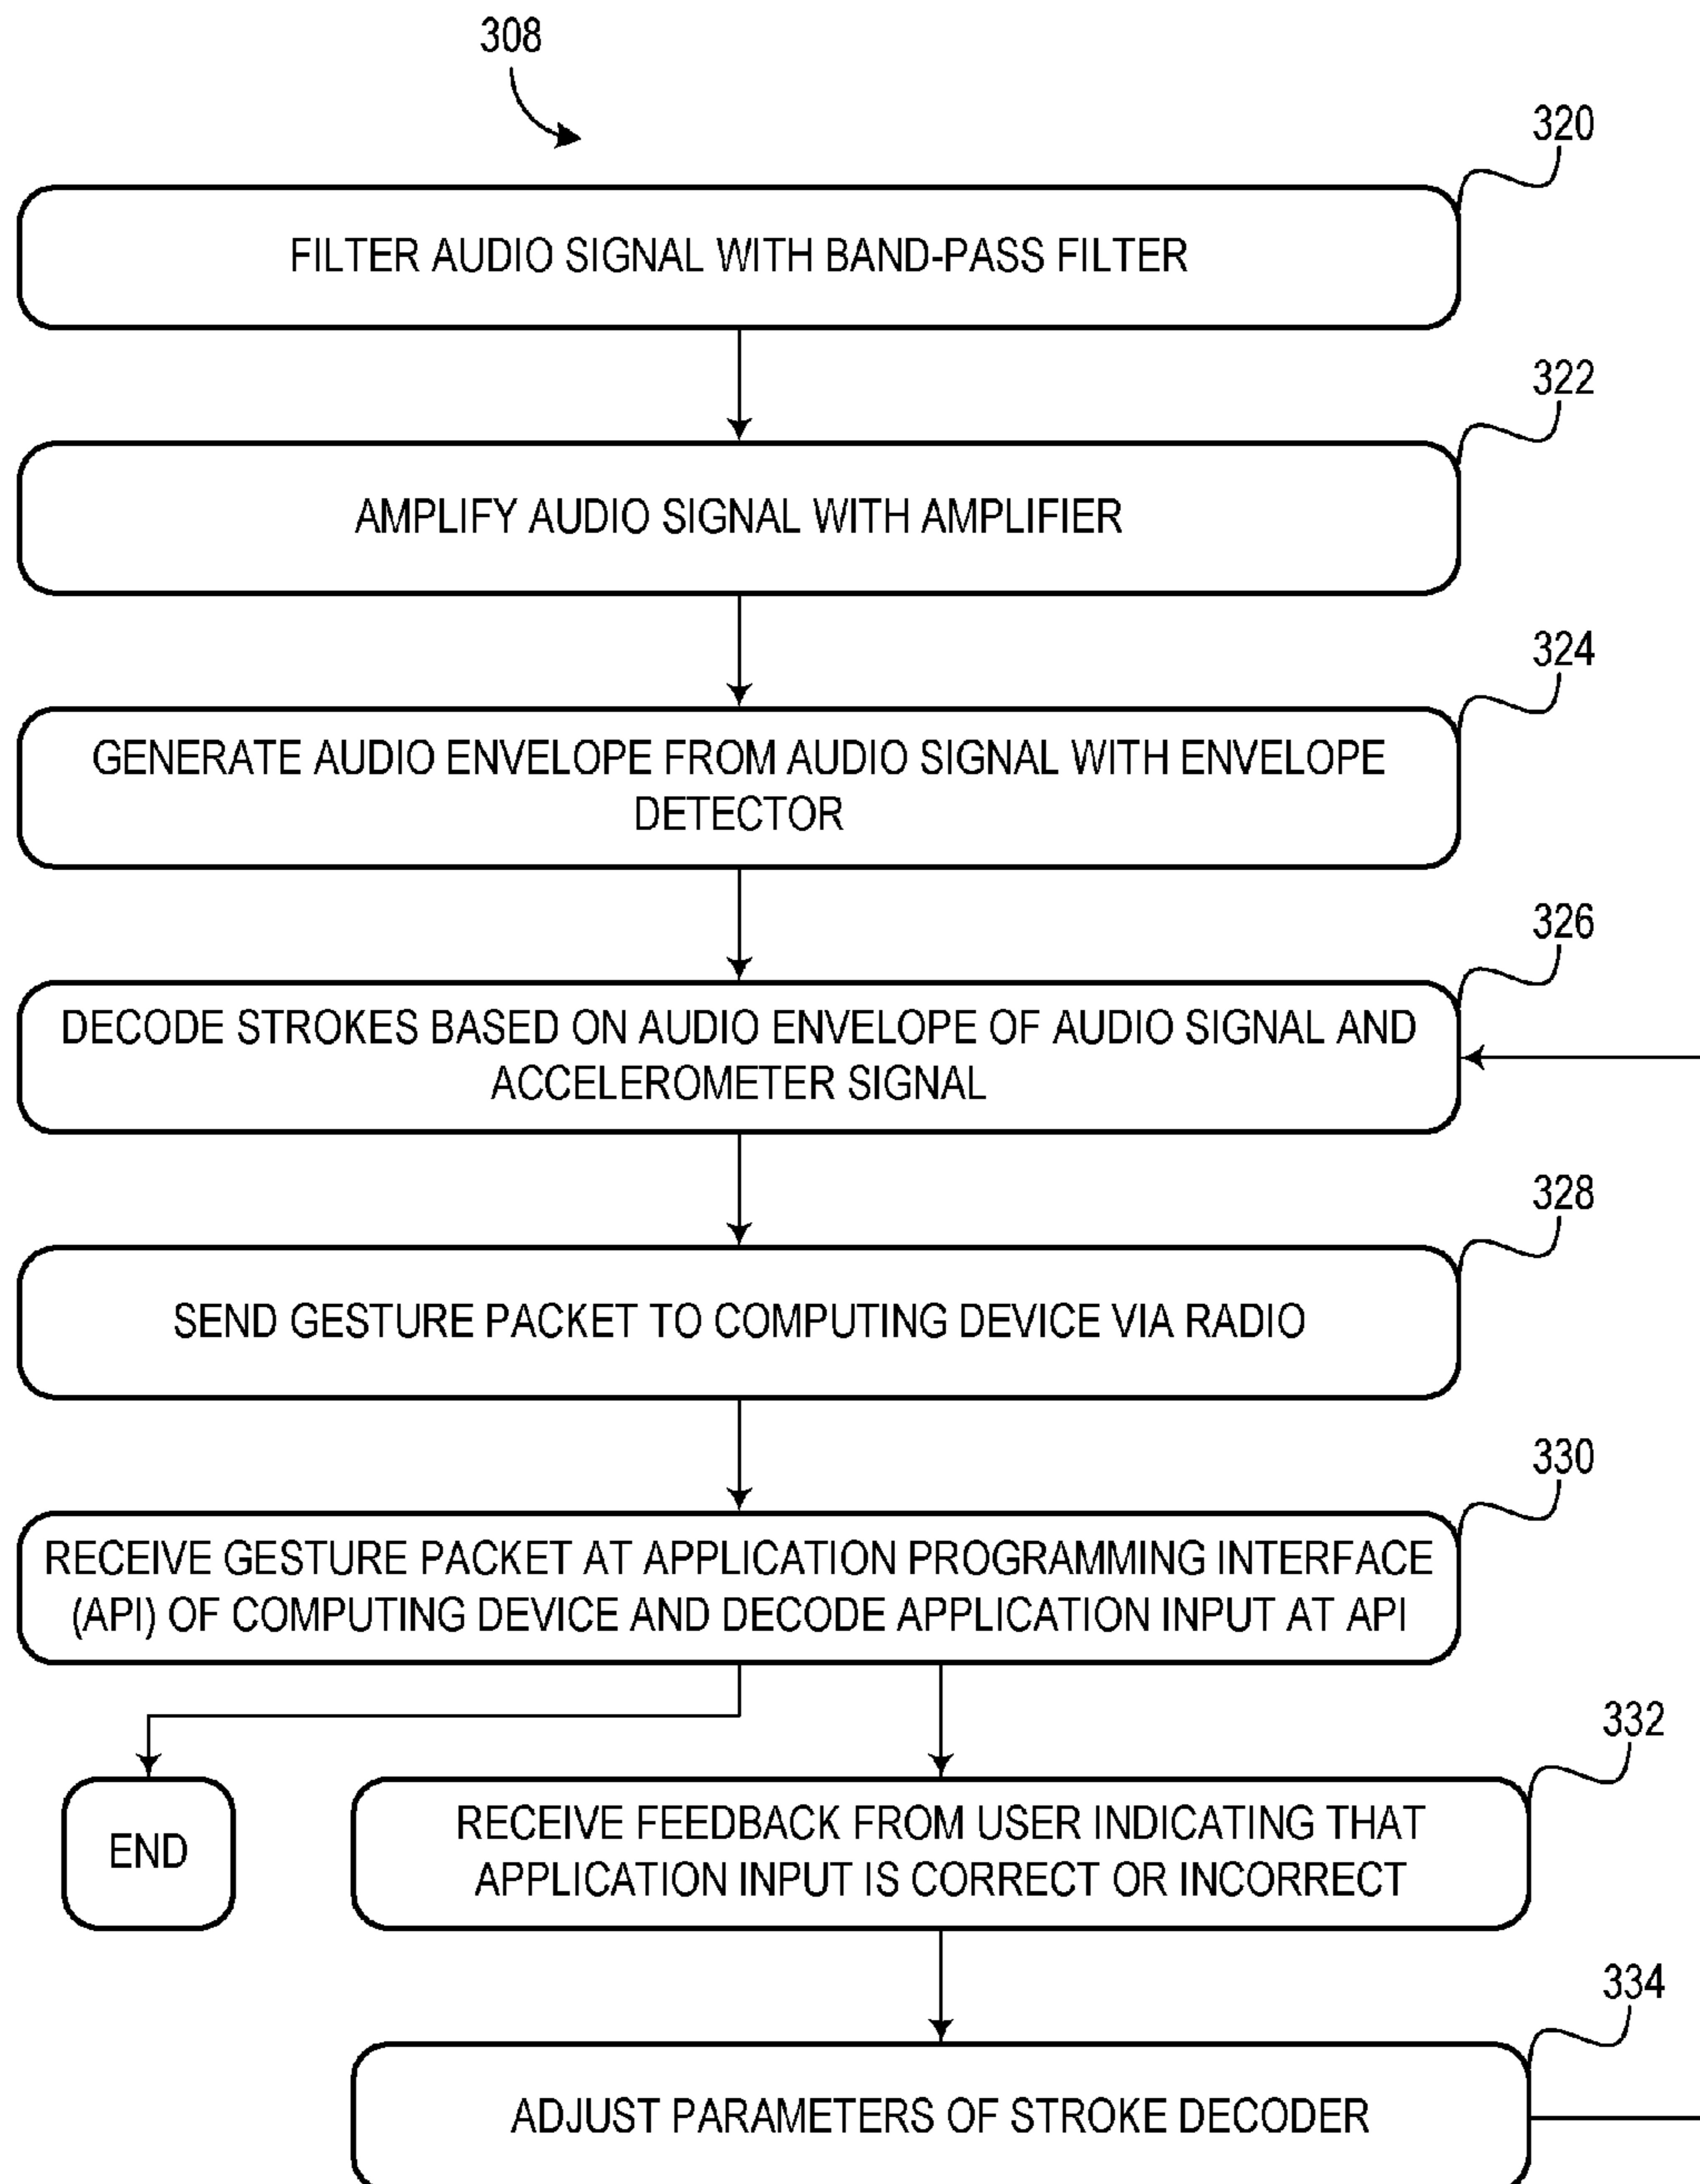 308
320
FILTER AUDIO SIGNAL WITH BAND-PASS FILTER
322
AMPLIFY AUDIO SIGNAL WITH AMPLIFIER
324
GENERATE AUDIO ENVELOPE FROM AUDIO SIGNAL WITH ENVELOPE
DETECTOR
326
DECODE STROKES BASED ON AUDIO ENVELOPE OF AUDIO SIGNAL AND
ACCELEROMETER SIGNAL
328
SEND GESTURE PACKET TO COMPUTING DEVICE VIA RADIO
330
RECEIVE GESTURE PACKET AT APPLICATION PROGRAMMING INTERFACE
(API) OF COMPUTING DEVICE AND DECODE APPLICATION INPUT AT API
332
END
RECEIVE FEEDBACK FROM USER INDICATING THAT
APPLICATION INPUT IS CORRECT OR INCORRECT
334
ADJUST PARAMETERS OF STROKE DECODER